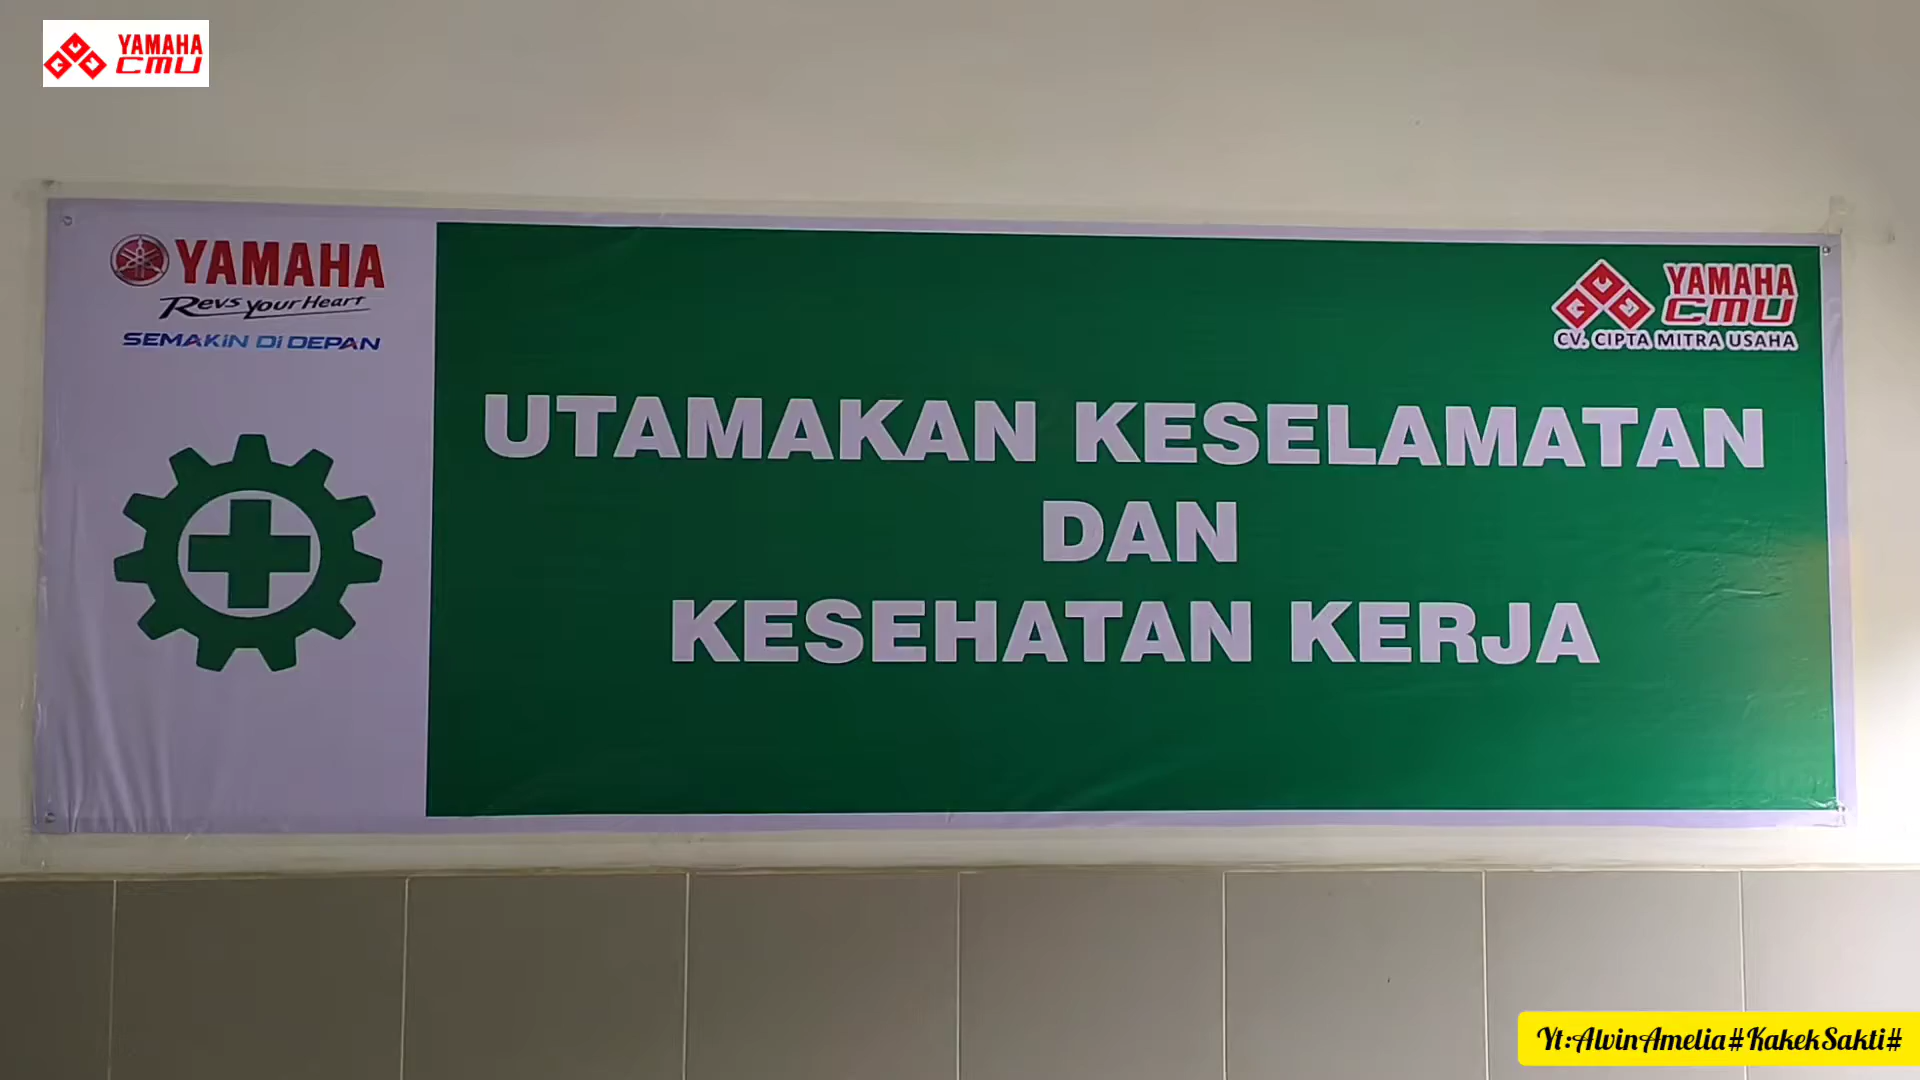 YAMAHA
CMU
YAMAHA
Revs your Heart
SEMAKIN DI DEPAN
YAMAHA
CMU
CV. CIPTA MITRA USAHA
UTAMAKAN KESELAMATAN
DAN
KESEHATAN KERJA
Yt:AlvinAmelia#KakekSakti#